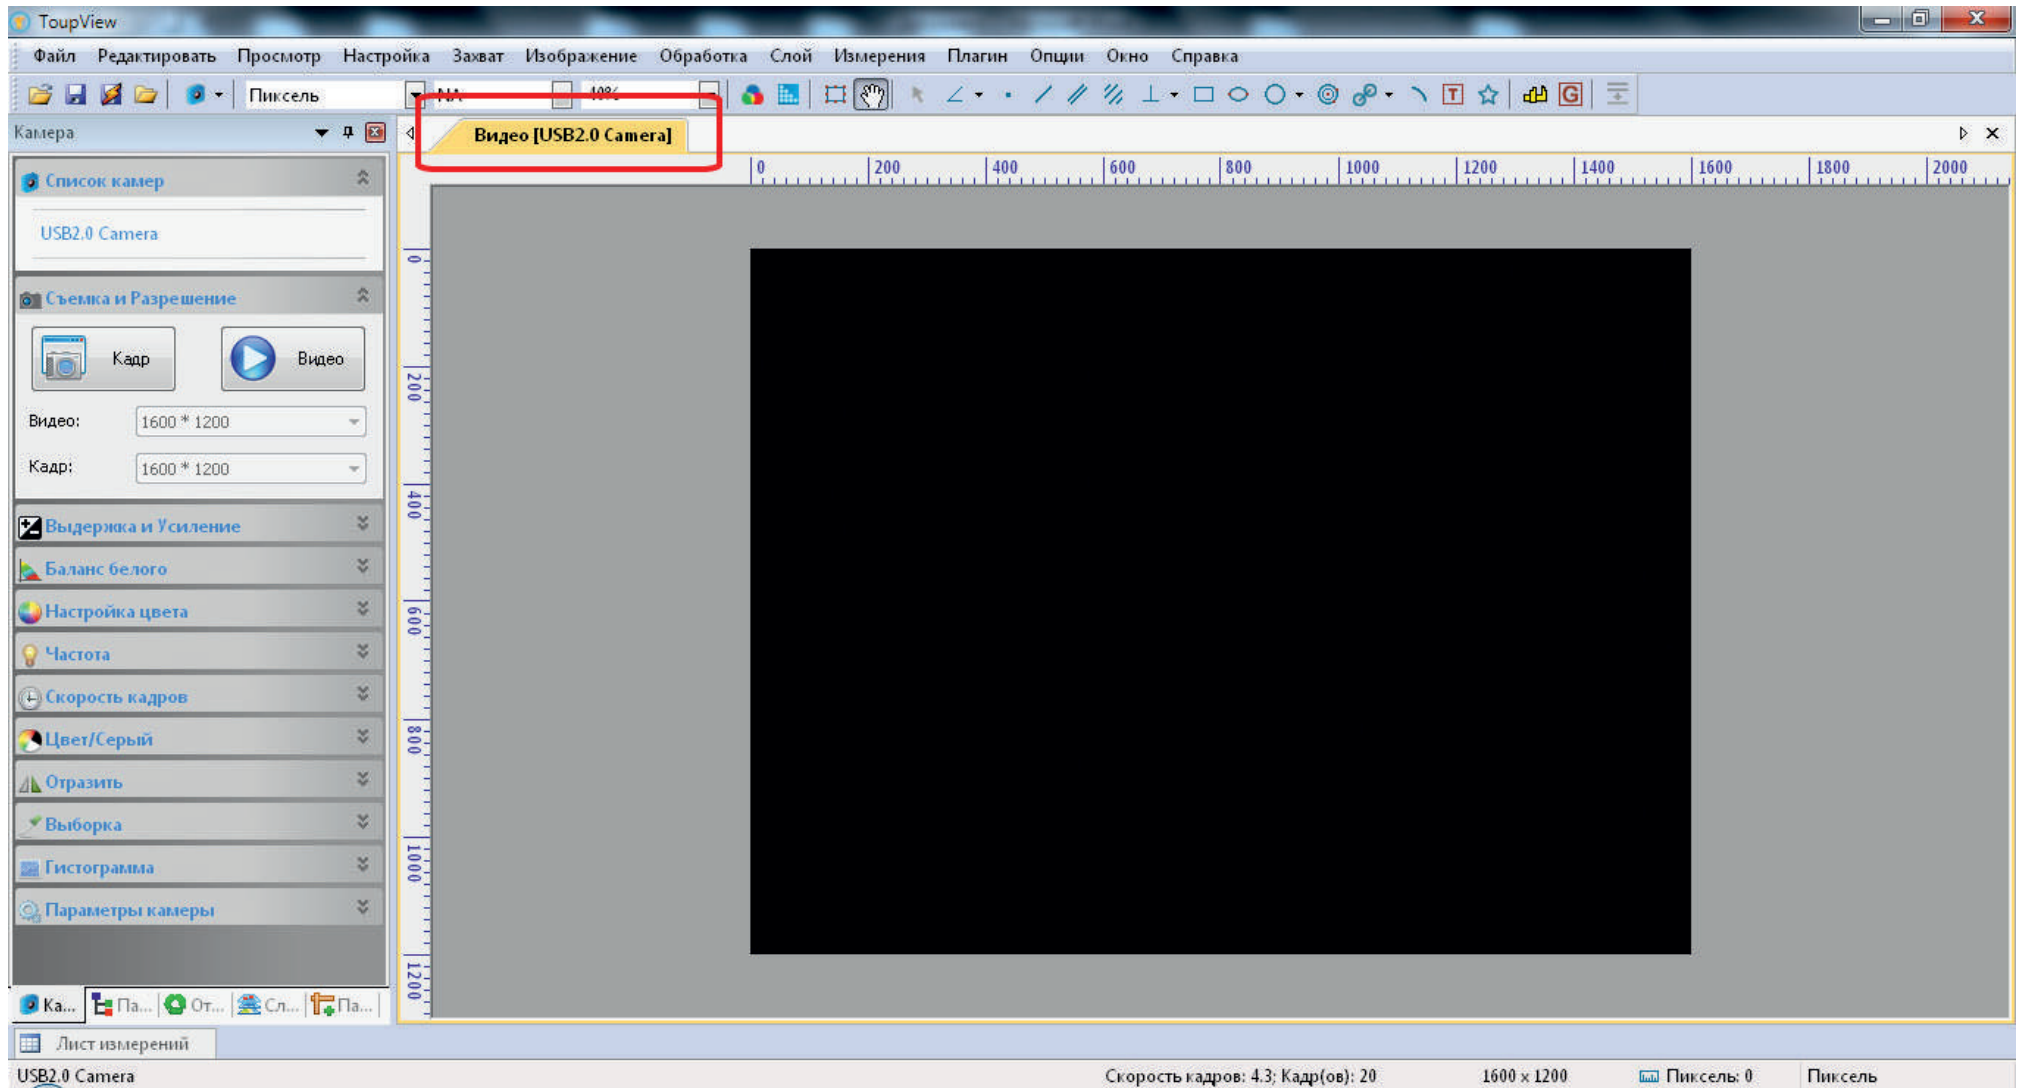 ToupView
Файл Редактировать Просмотр Настройка Захват Изображение Обработка Слой Измерения Плагин Опции Окно Справка
Пиксель NA 40%
T G
Камера
Видео [USB2.0 Camera]
0 200 400 600 800 1000 1200 1400 1600 1800 2000
Список камер
USB2.0 Camera
Съемка и Разрешение
Кадр Видео
Видео: 1600 * 1200
Кадр: 1600 * 1200
Выдержка и Усиление
Баланс белого
Настройка цвета
Частота
Скорость кадров
Цвет/Серый
Отразить
Выборка
Гистограмма
Параметры камеры
0
200
400
600
800
1000
1200
Ка... Па... От... Сл... Па...
Лист измерений
USB2.0 Camera Скорость кадров: 4.3; Кадр(ов): 20 1600 x 1200 Пиксель: 0 Пиксель